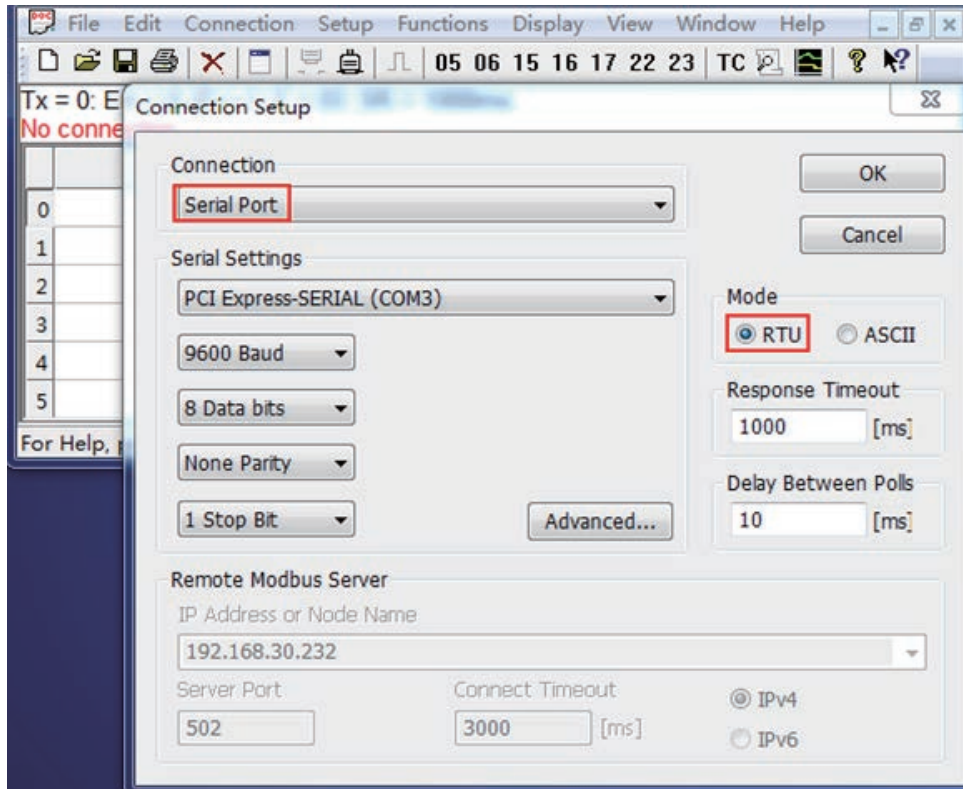 File Edit Connection Setup Functions Display View Window Help
05 06 15 16 17 22 23 TC
Tx = 0: E
No conne
Connection Setup
Connection
Serial Port
OK
Cancel
Serial Settings
PCI Express-SERIAL (COM3)
Mode
RTU ASCII
9600 Baud
8 Data bits
None Parity
1 Stop Bit
Advanced...
Response Timeout
1000 [ms]
Delay Between Polls
10 [ms]
0
1
2
3
4
5
For Help,
Remote Modbus Server
IP Address or Node Name
192.168.30.232
Server Port
502
Connect Timeout
3000 [ms]
IPv4
IPv6